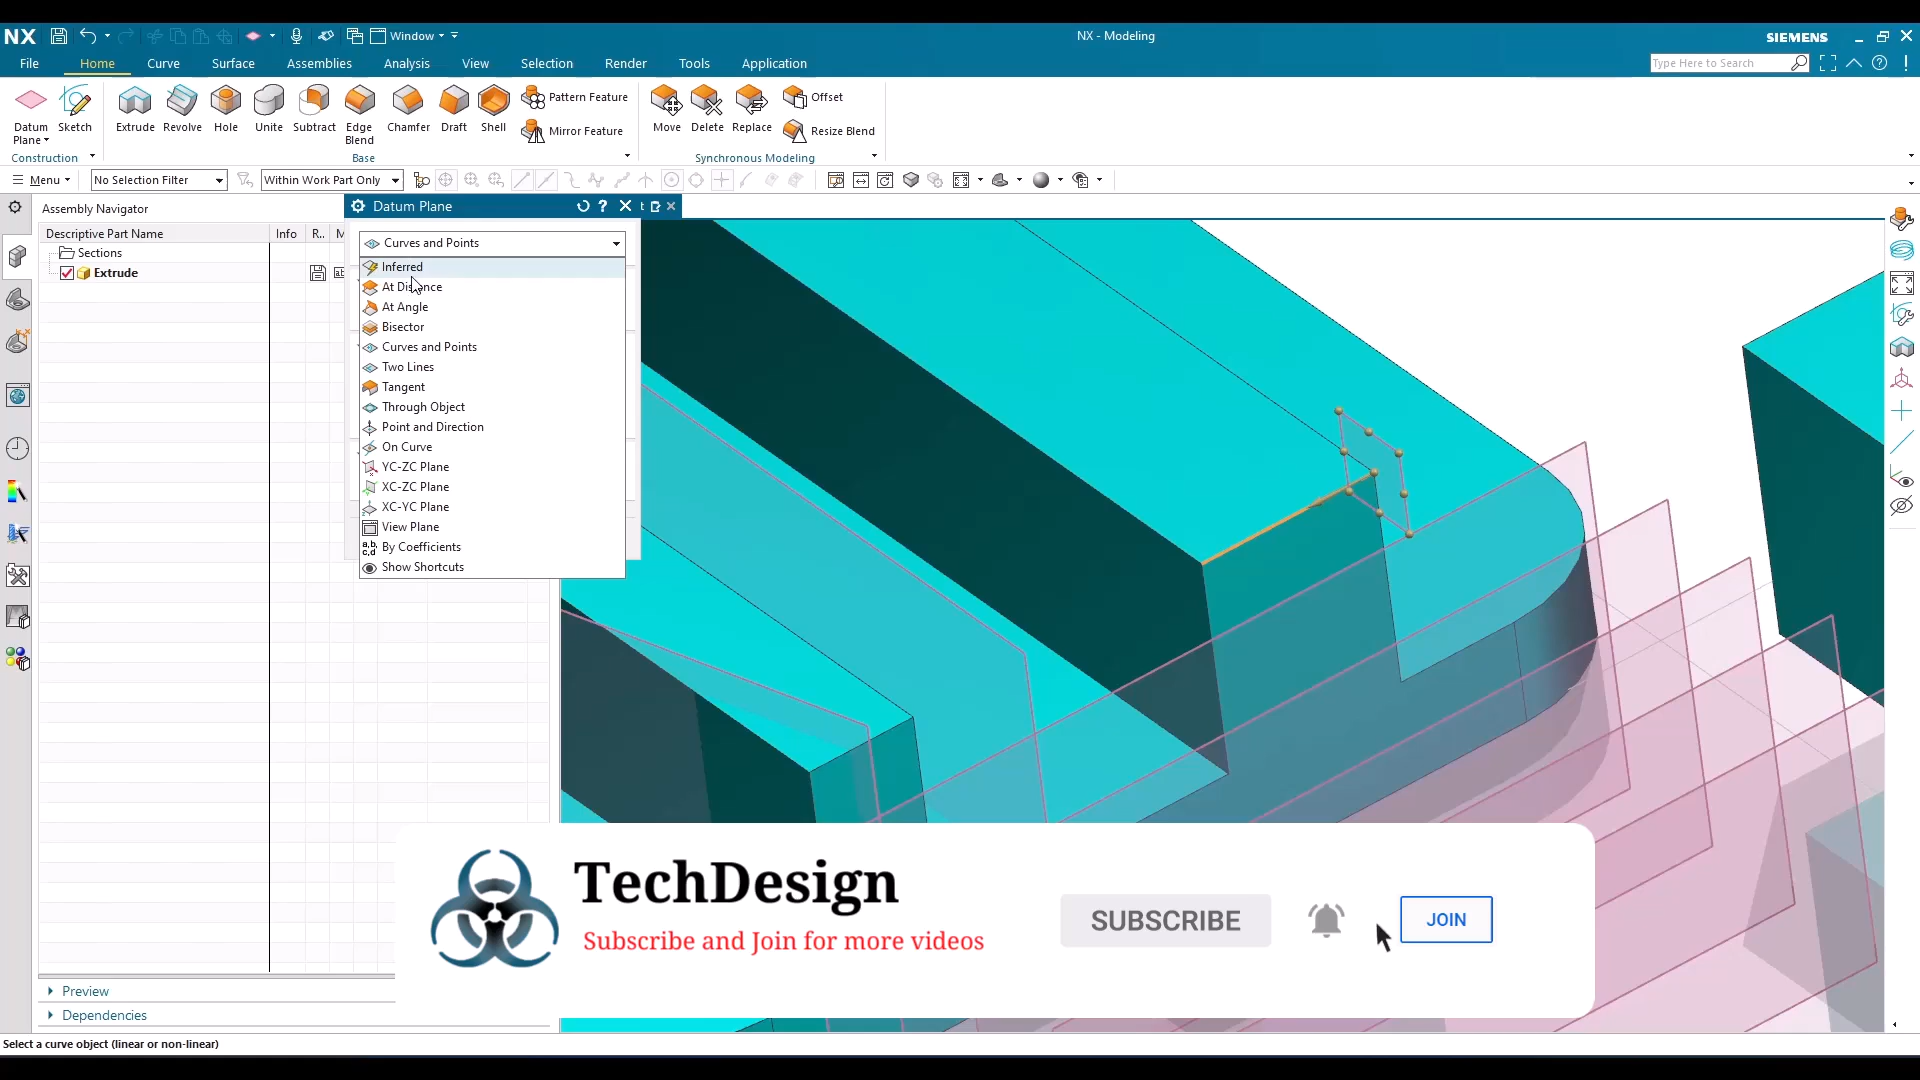 NX
Window
NX - Modeling
SIEMENS
File
Home
Curve
Surface
Assemblies
Analysis
View
Selection
Render
Tools
Application
Type Here to Search
Datum Plane
Sketch
Extrude
Revolve
Hole
Unite
Subtract
Edge Blend
Chamfer
Draft
Shell
Pattern Feature
Mirror Feature
Move
Delete
Replace
Offset
Resize Blend
Construction
Base
Synchronous Modeling
Menu
No Selection Filter
Within Work Part Only
Assembly Navigator
Datum Plane
Descriptive Part Name
Info
R..
M
Sections
Extrude
Curves and Points
Inferred
At Distance
At Angle
Bisector
Curves and Points
Two Lines
Tangent
Through Object
Point and Direction
On Curve
YC-ZC Plane
XC-ZC Plane
XC-YC Plane
View Plane
a,b, c,d By Coefficients
Show Shortcuts
TechDesign
Subscribe and Join for more videos
SUBSCRIBE
JOIN
Preview
Dependencies
Select a curve object (linear or non-linear)